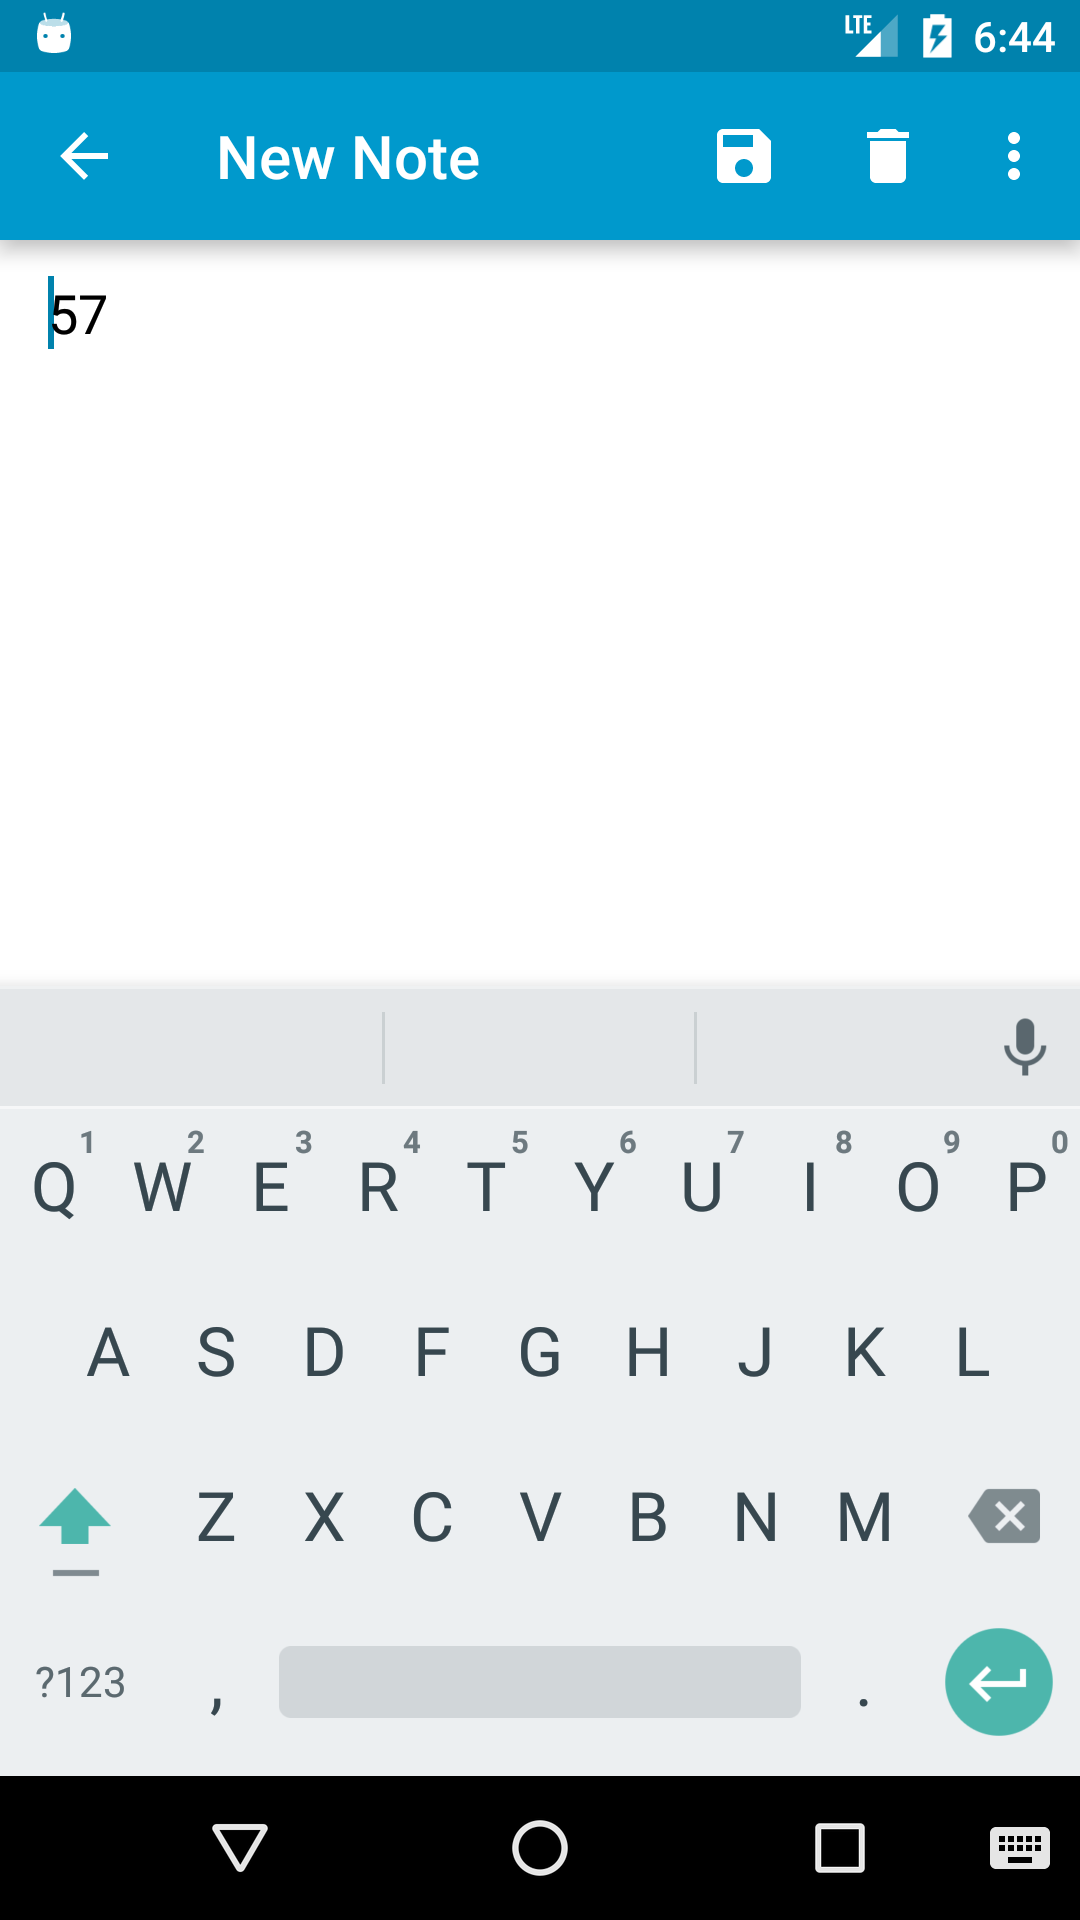 LTE 6:44
New Note
57
1 2 3 4 5 6 7 8 9 0
Q W E R T Y U I O P
A S D F G H J K L
Z X C V B N M
?123 , .